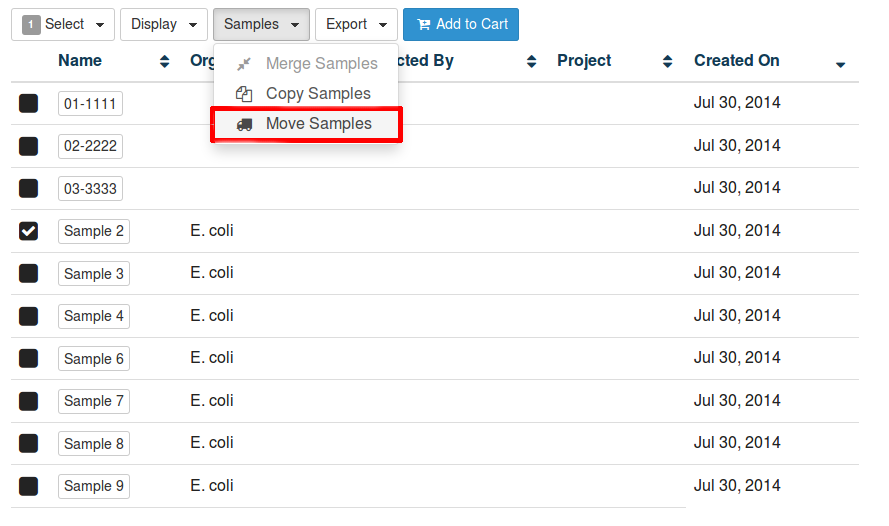 1 Select Display Samples Export Add to Cart
Name Org cted By Project Created On
Merge Samples
Copy Samples
Move Samples
01-1111 Jul 30, 2014
02-2222 Jul 30, 2014
03-3333 Jul 30, 2014
Sample 2 E. coli Jul 30, 2014
Sample 3 E. coli Jul 30, 2014
Sample 4 E. coli Jul 30, 2014
Sample 6 E. coli Jul 30, 2014
Sample 7 E. coli Jul 30, 2014
Sample 8 E. coli Jul 30, 2014
Sample 9 E. coli Jul 30, 2014